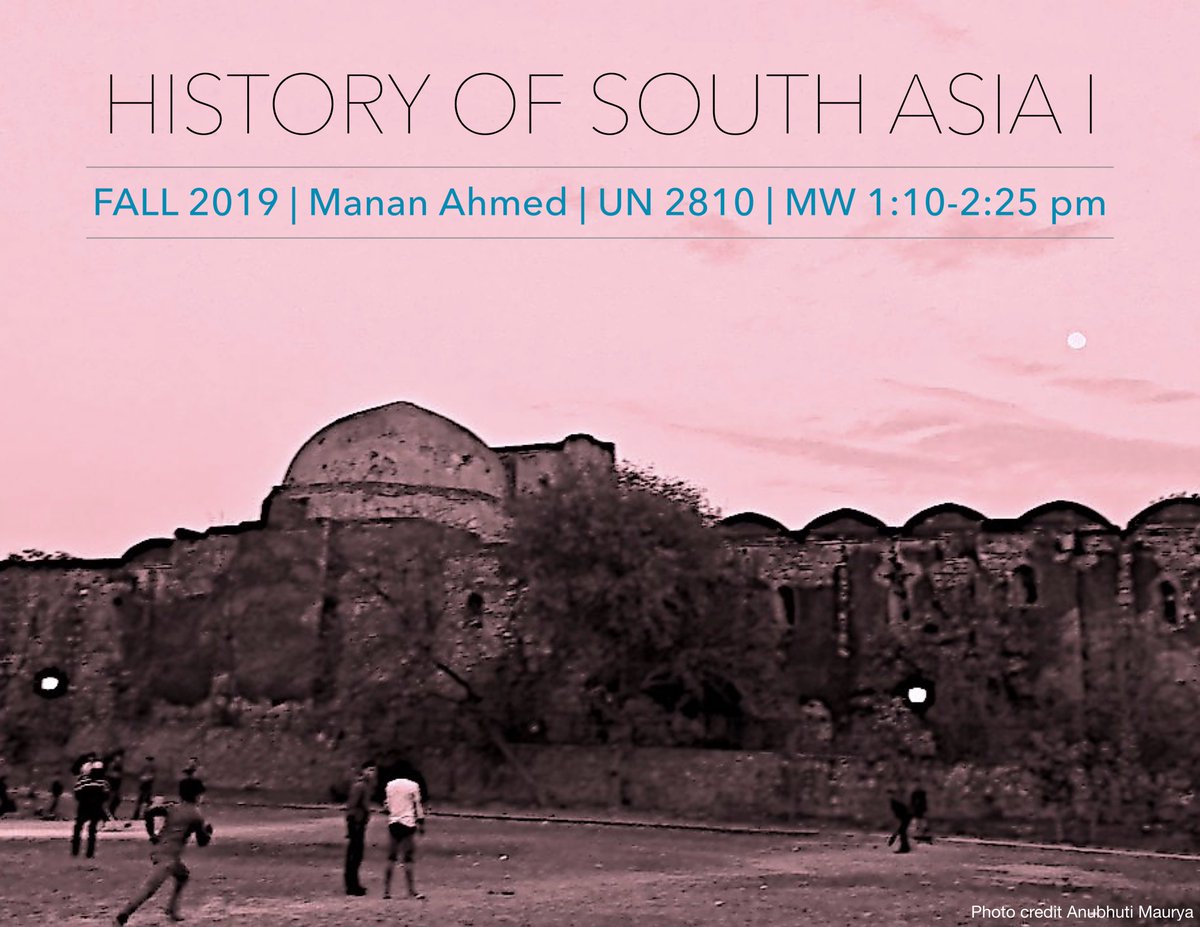 HISTORY OF SOUTH ASIA I
FALL 2019 | Manan Ahmed | UN 2810 | MW 1:10-2:25 pm
Photo credit Anubhuti Maurya